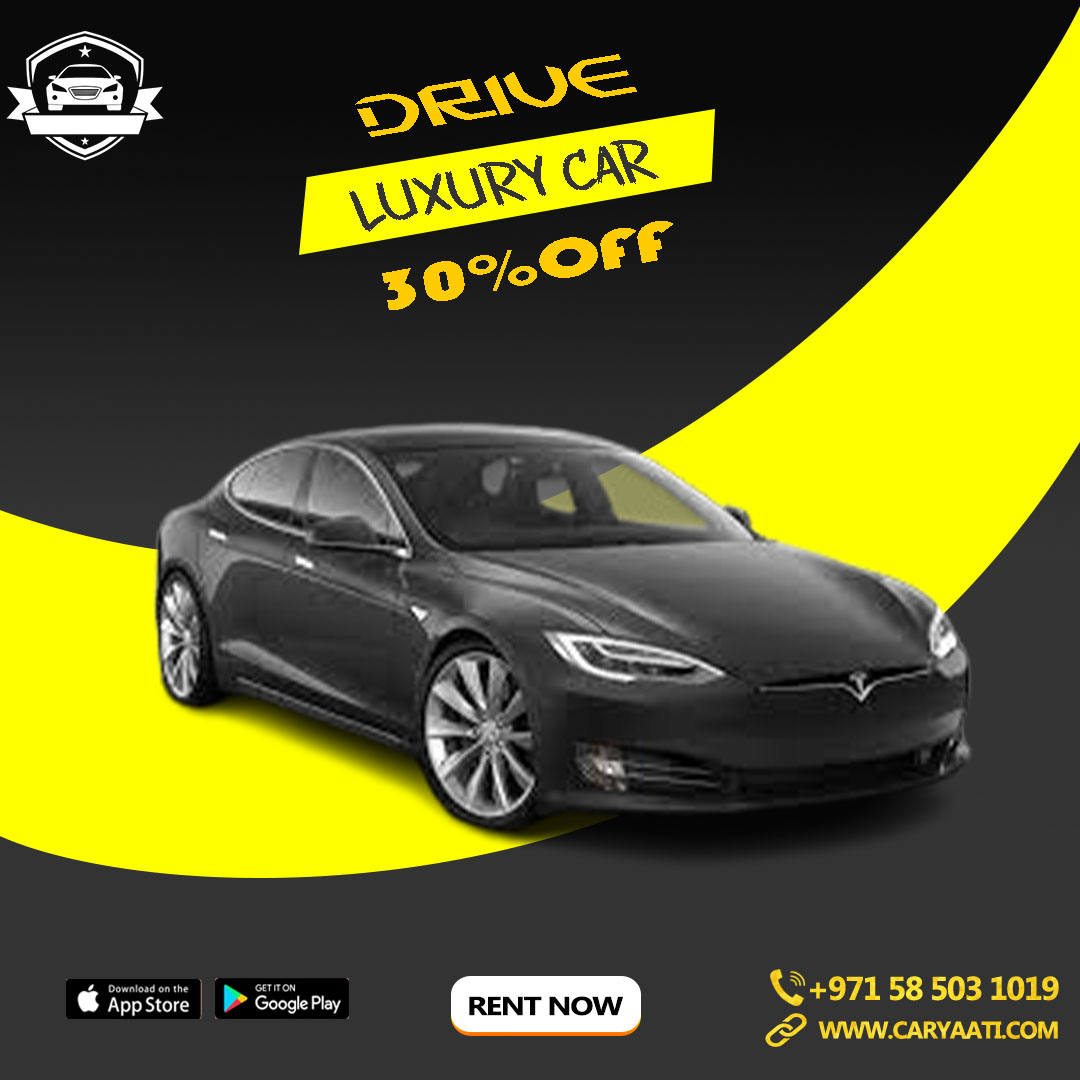 DRIVE
LUXURY CAR
30%OFF
Download on the
App Store
GET IT ON
Google Play
RENT NOW
+971 58 503 1019
WWW.CARYAATI.COM